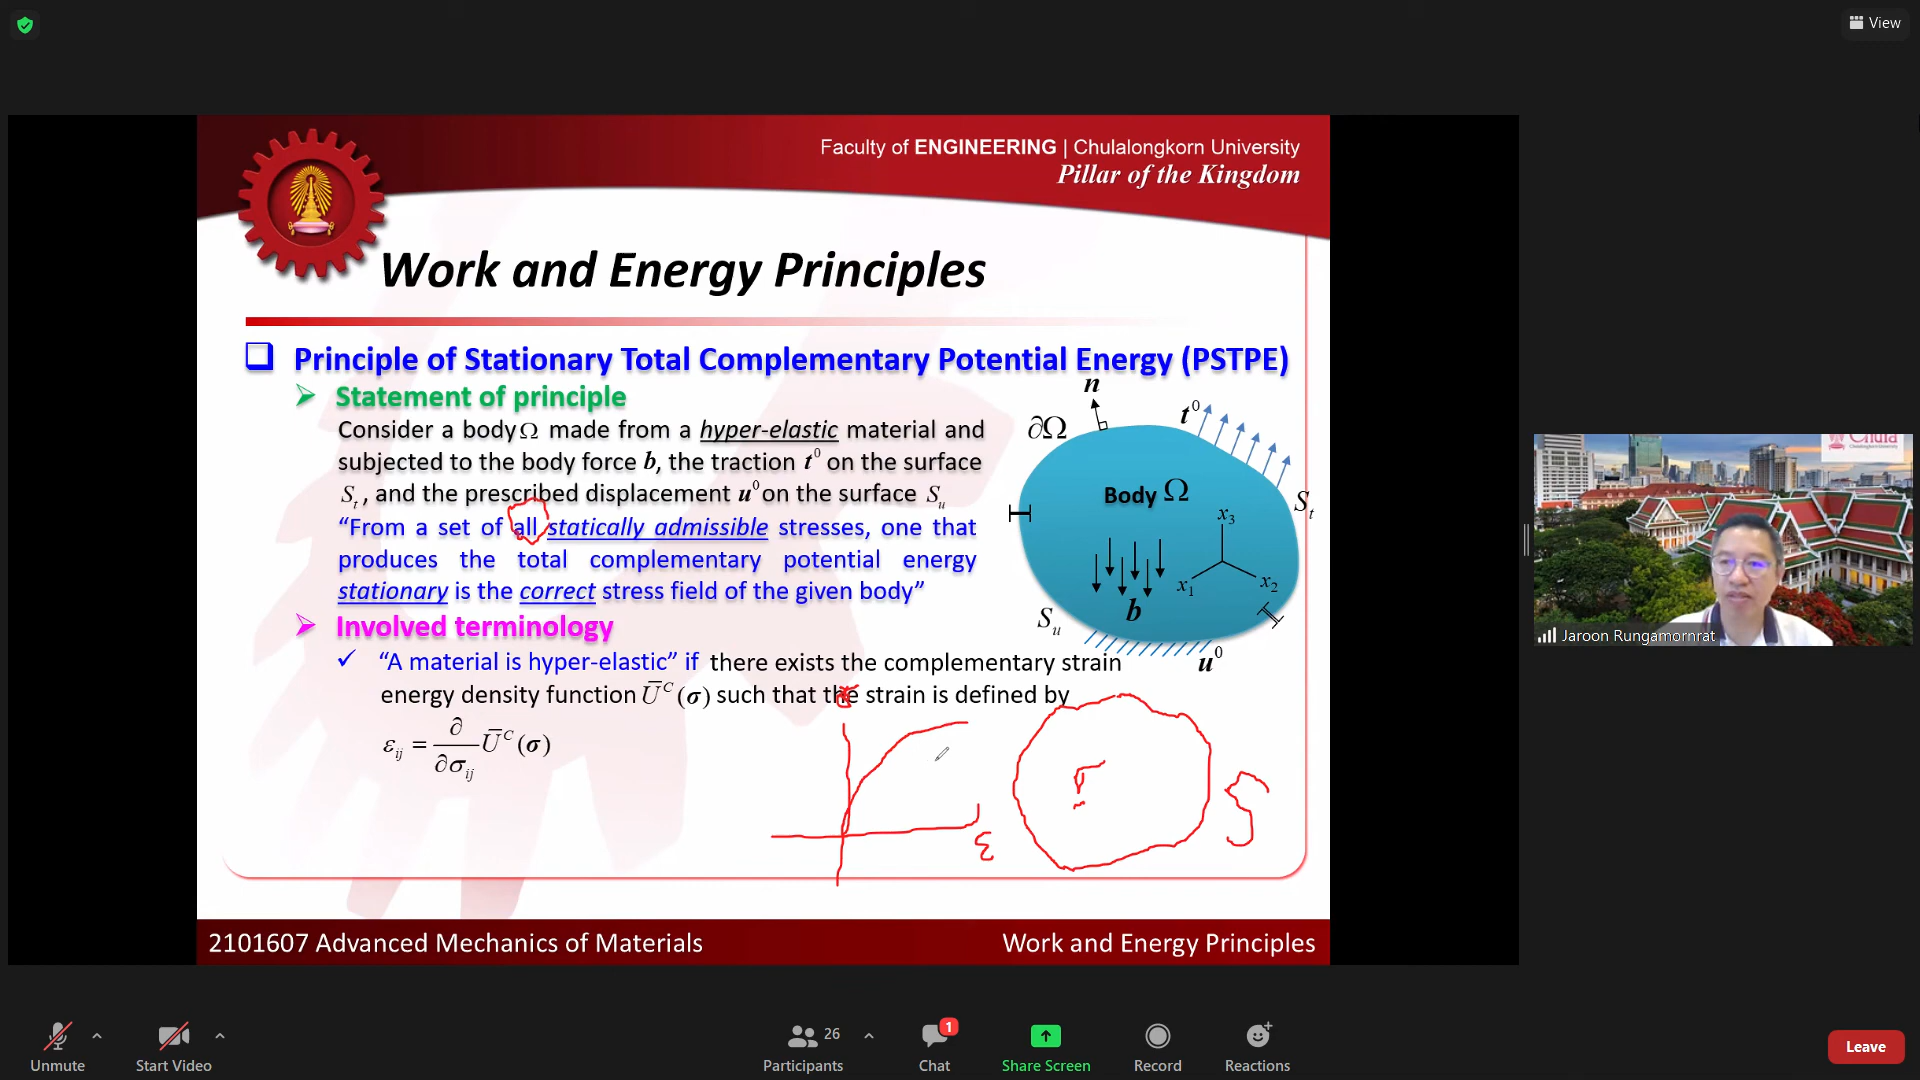 View
Faculty of ENGINEERING | Chulalongkorn University
Pillar of the Kingdom
Work and Energy Principles
Principle of Stationary Total Complementary Potential Energy (PSTPE)
Statement of principle
Consider a body Ω made from a hyper-elastic material and
subjected to the body force b, the traction t⁰ on the surface
Sₜ, and the prescribed displacement u⁰ on the surface Sᵤ
“From a set of all statically admissible stresses, one that
produces the total complementary potential energy
stationary is the correct stress field of the given body”
n
∂Ω
t⁰
Body Ω
Sₜ
x₃
x₁
x₂
b
Sᵤ
u⁰
Involved terminology
“A material is hyper-elastic” if there exists the complementary strain
energy density function U̅ᶜ(σ) such that the strain is defined by
εᵢⱼ = ∂/∂σᵢⱼ U̅ᶜ(σ)
ε
σ
S
2101607 Advanced Mechanics of Materials
Work and Energy Principles
Chula
Jaroon Rungamornrat
Unmute
Start Video
26
Participants
1
Chat
Share Screen
Record
Reactions
Leave